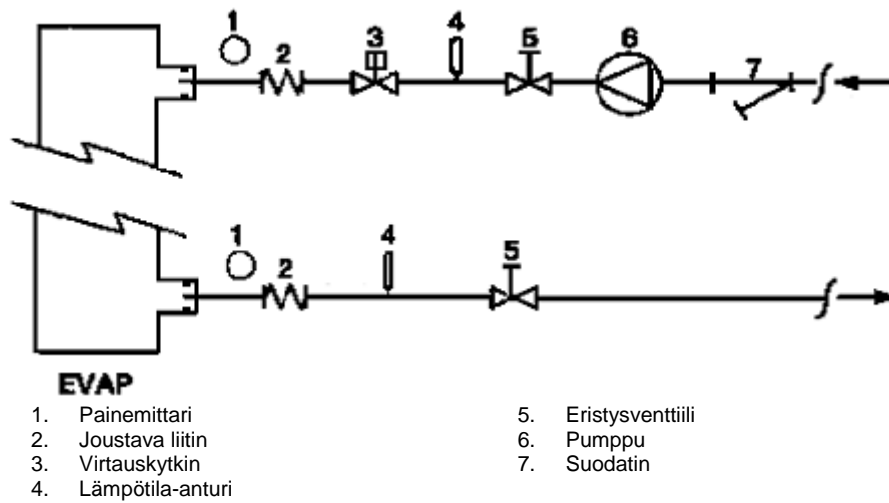 1 2 3 4 5 6 7
1 2 4 5
EVAP
1. Painemittari
2. Joustava liitin
3. Virtauskytkin
4. Lämpötila-anturi
5. Eristysventtiili
6. Pumppu
7. Suodatin